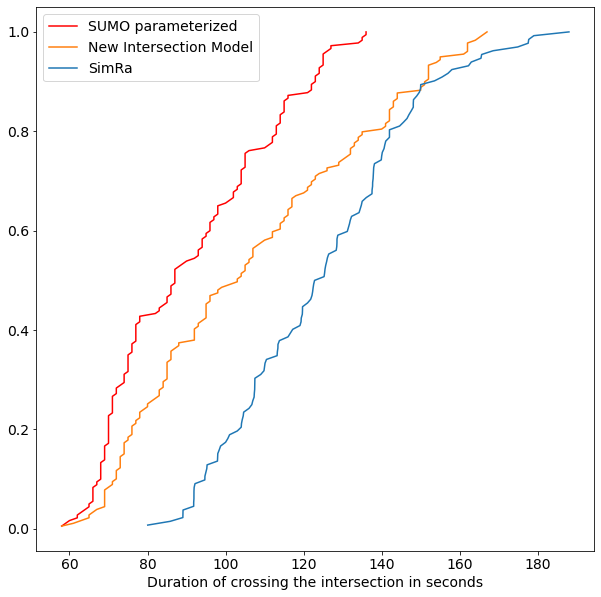 SUMO parameterized
New Intersection Model
SimRa
1.0
0.8
0.6
0.4
0.2
0.0
60 80 100 120 140 160 180
Duration of crossing the intersection in seconds